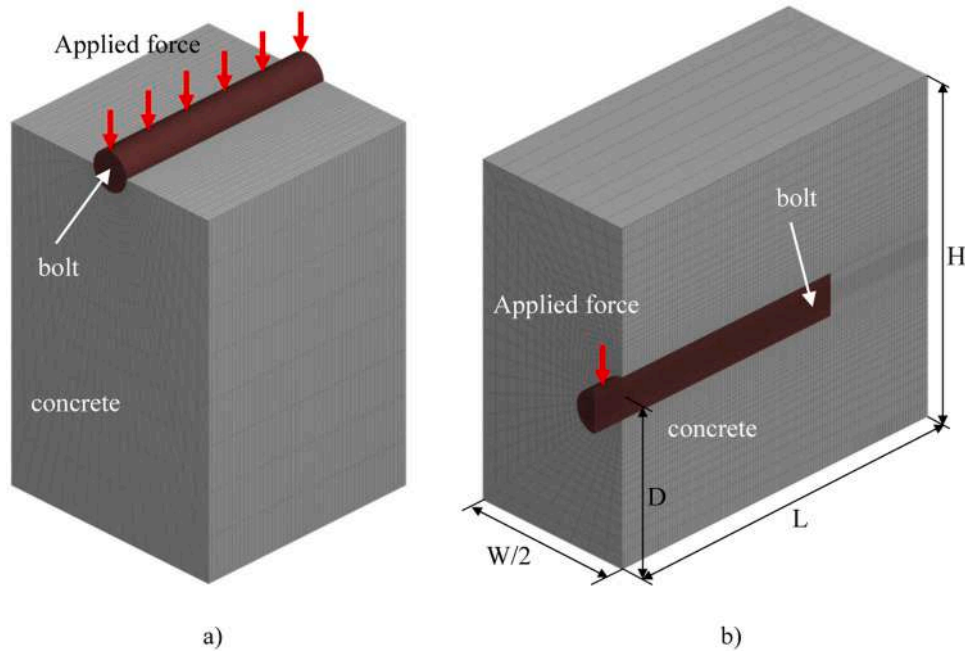 Applied force
bolt
concrete
a)
bolt
Applied force
concrete
H
D
L
W/2
b)